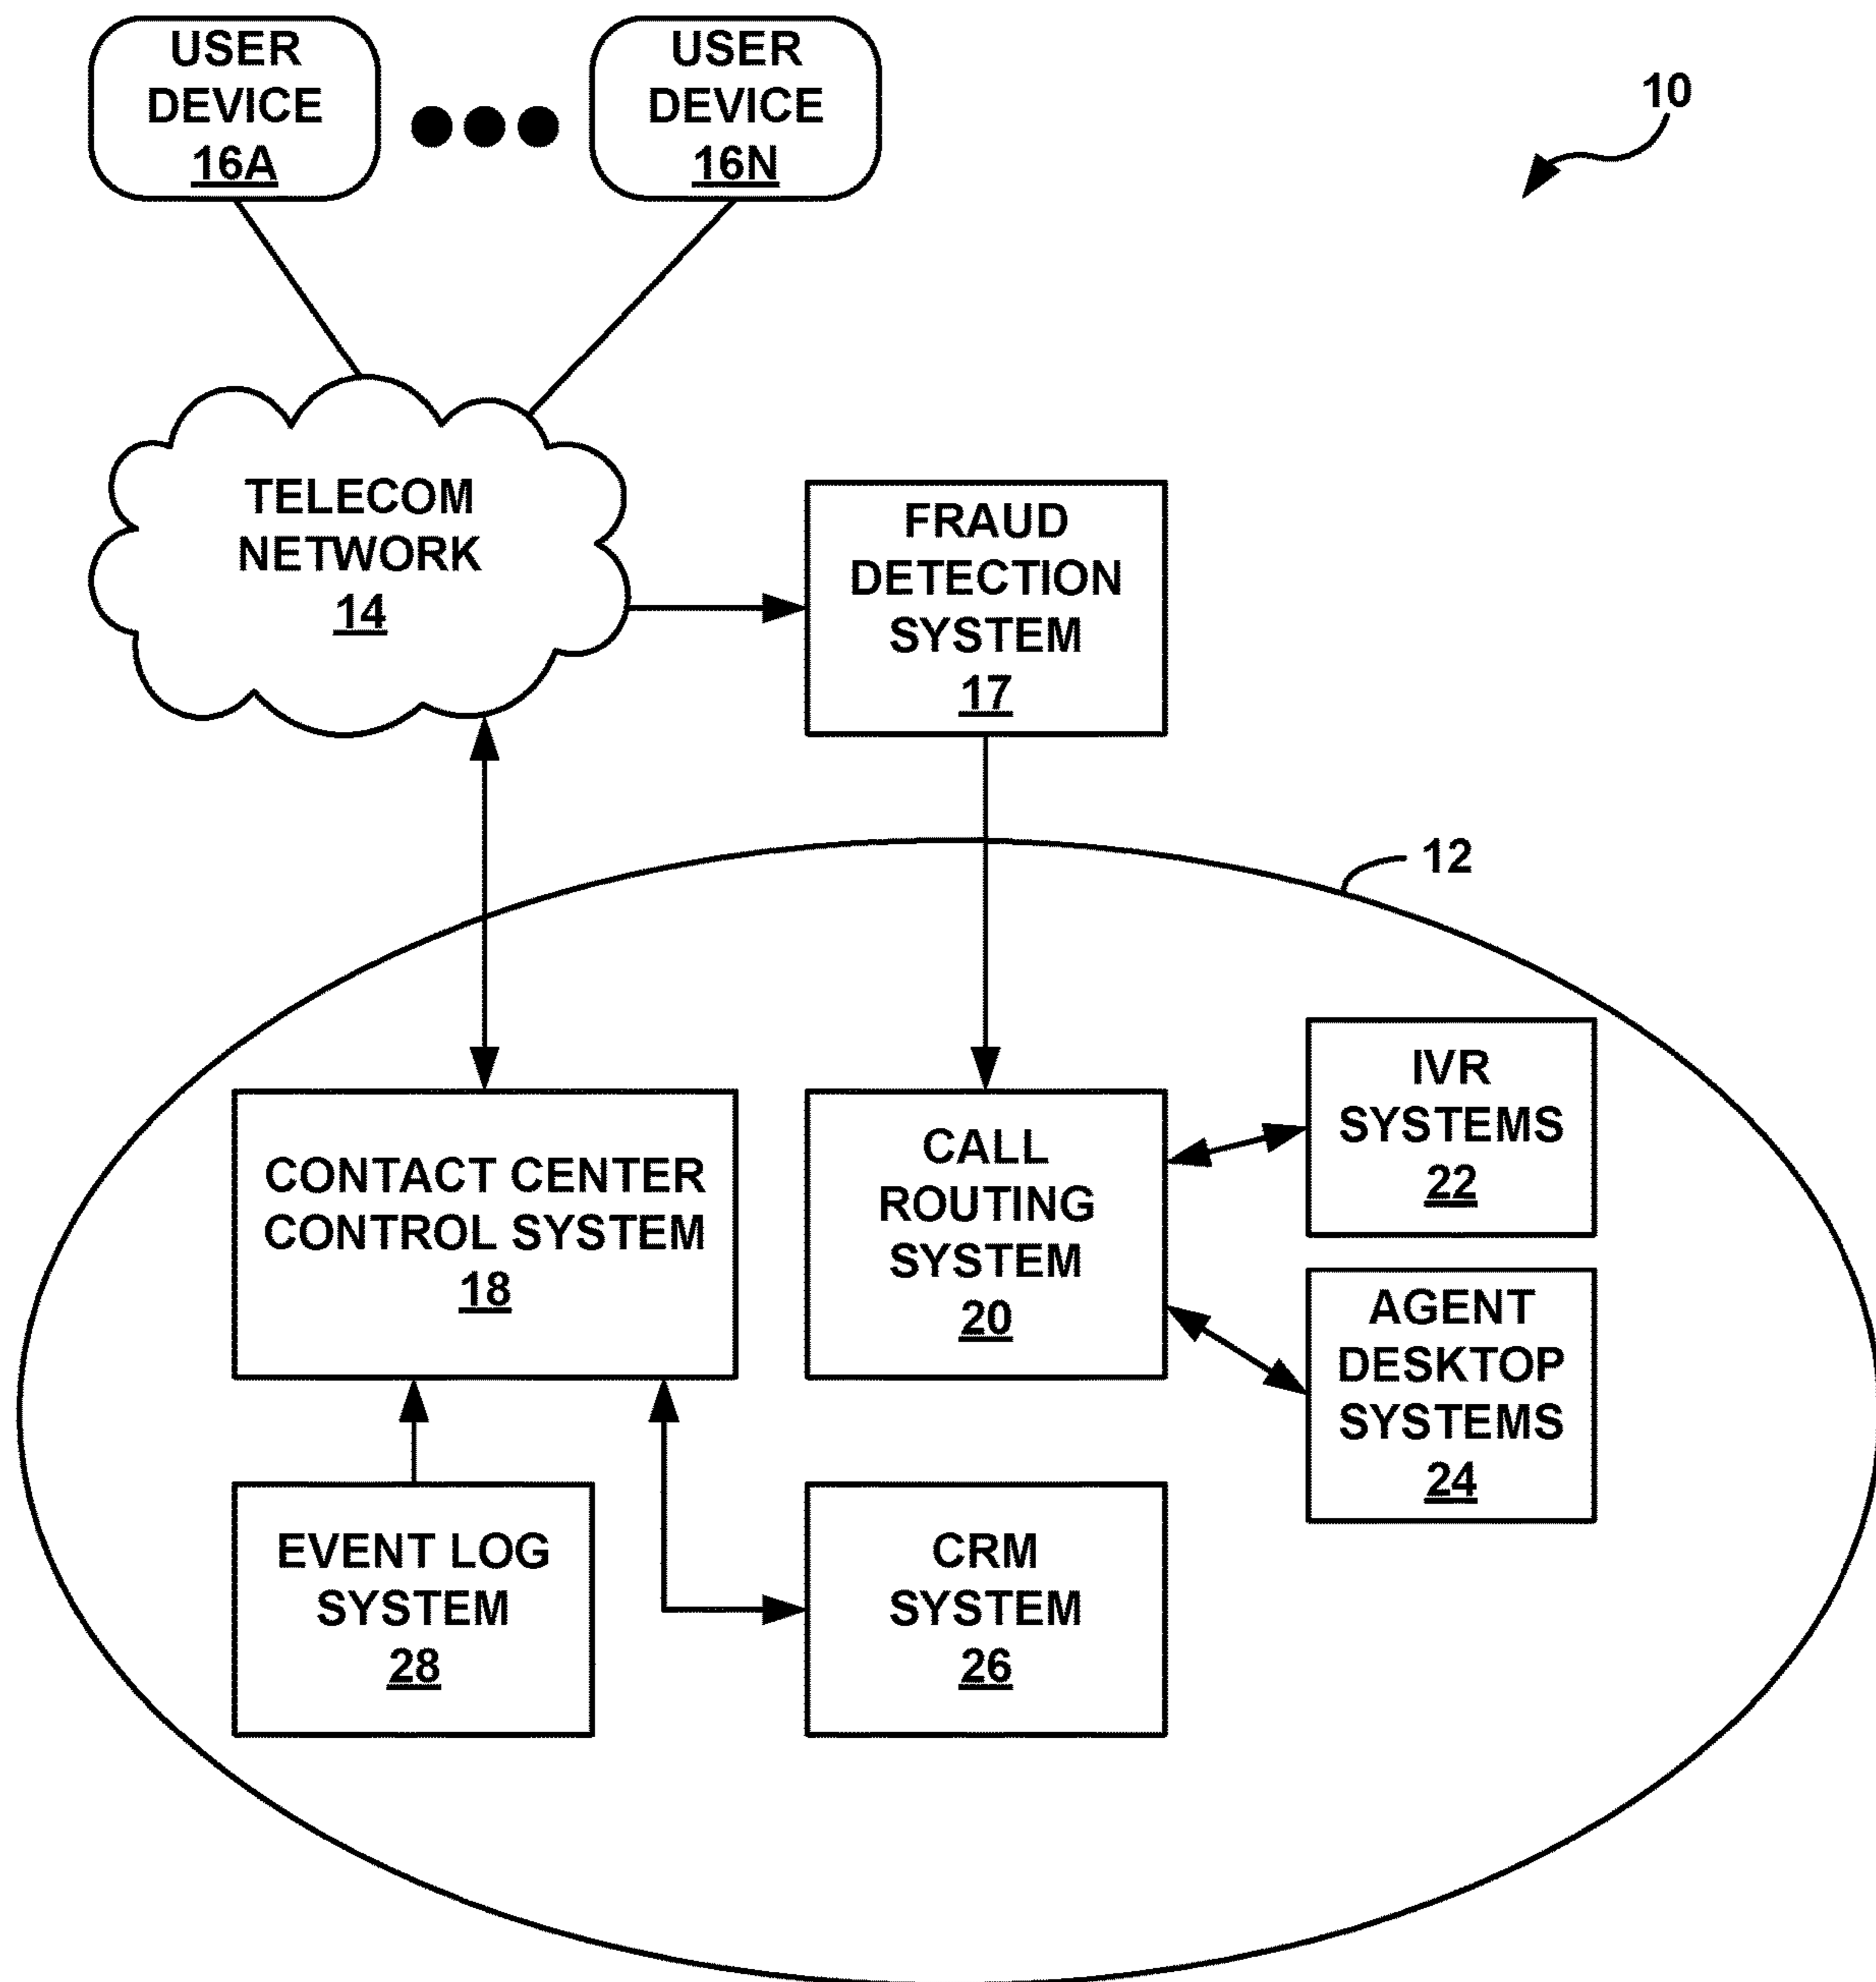 USER
DEVICE
16A
USER
DEVICE
16N
10
TELECOM
NETWORK
14
FRAUD
DETECTION
SYSTEM
17
12
CONTACT CENTER
CONTROL SYSTEM
18
CALL
ROUTING
SYSTEM
20
IVR
SYSTEMS
22
AGENT
DESKTOP
SYSTEMS
24
EVENT LOG
SYSTEM
28
CRM
SYSTEM
26